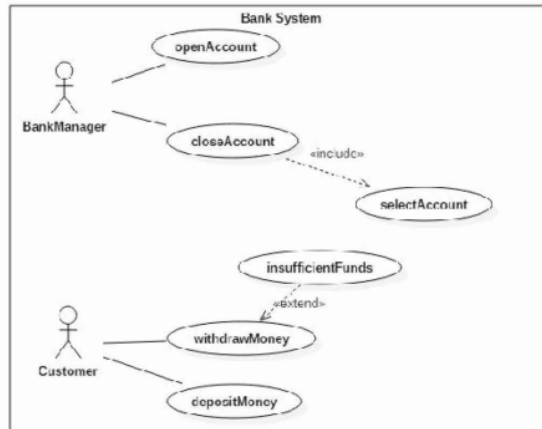 Bank System
openAccount
BankManager
closeAccount
«include»
selectAccount
insufficientFunds
«extend»
withdrawMoney
Customer
depositMoney